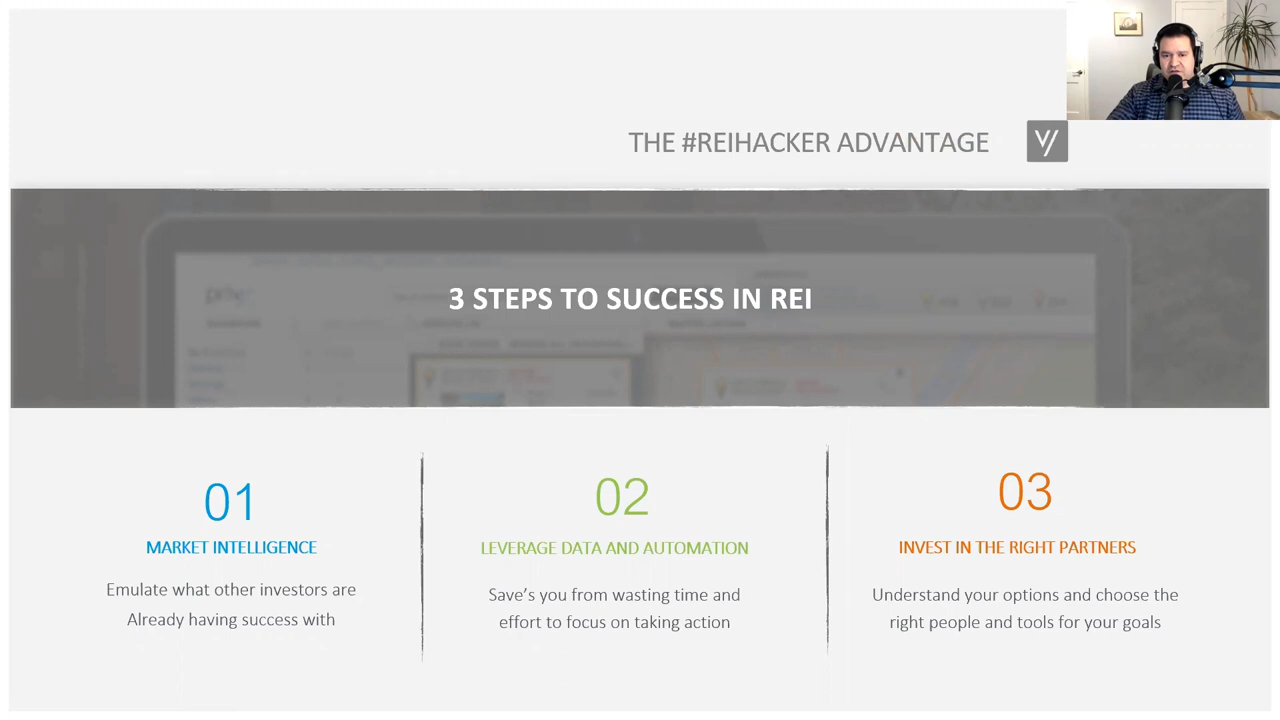 THE #REIHACKER ADVANTAGE
3 STEPS TO SUCCESS IN REI
01
MARKET INTELLIGENCE
Emulate what other investors are
Already having success with
02
LEVERAGE DATA AND AUTOMATION
Save's you from wasting time and
effort to focus on taking action
03
INVEST IN THE RIGHT PARTNERS
Understand your options and choose the
right people and tools for your goals